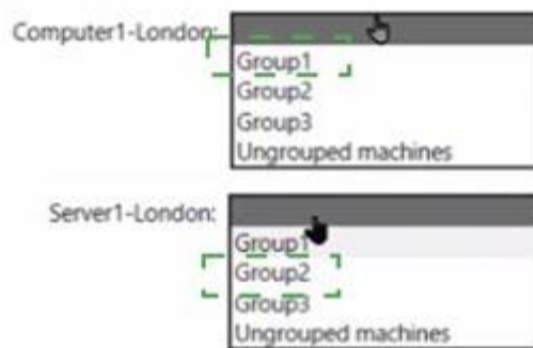 Computer1-London:
Group1
Group2
Group3
Ungrouped machines
Server1-London:
Group1
Group2
Group3
Ungrouped machines